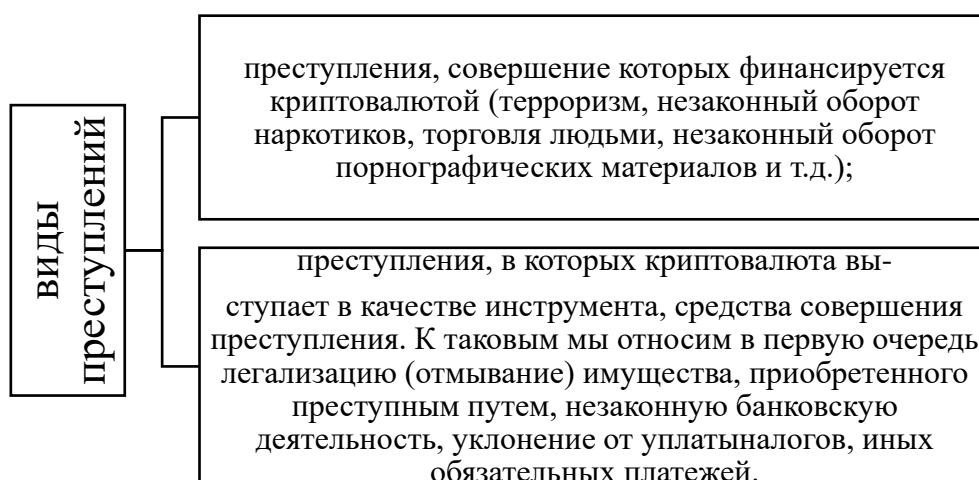 виды
преступлений
преступления, совершение которых финансируется
криптовалютой (терроризм, незаконный оборот
наркотиков, торговля людьми, незаконный оборот
порнографических материалов и т.д.);
преступления, в которых криптовалюта вы-
ступает в качестве инструмента, средства совершения
преступления. К таковым мы относим в первую очередь
легализацию (отмывание) имущества, приобретенного
преступным путем, незаконную банковскую
деятельность, уклонение от уплатыналогов, иных
обязательных платежей.